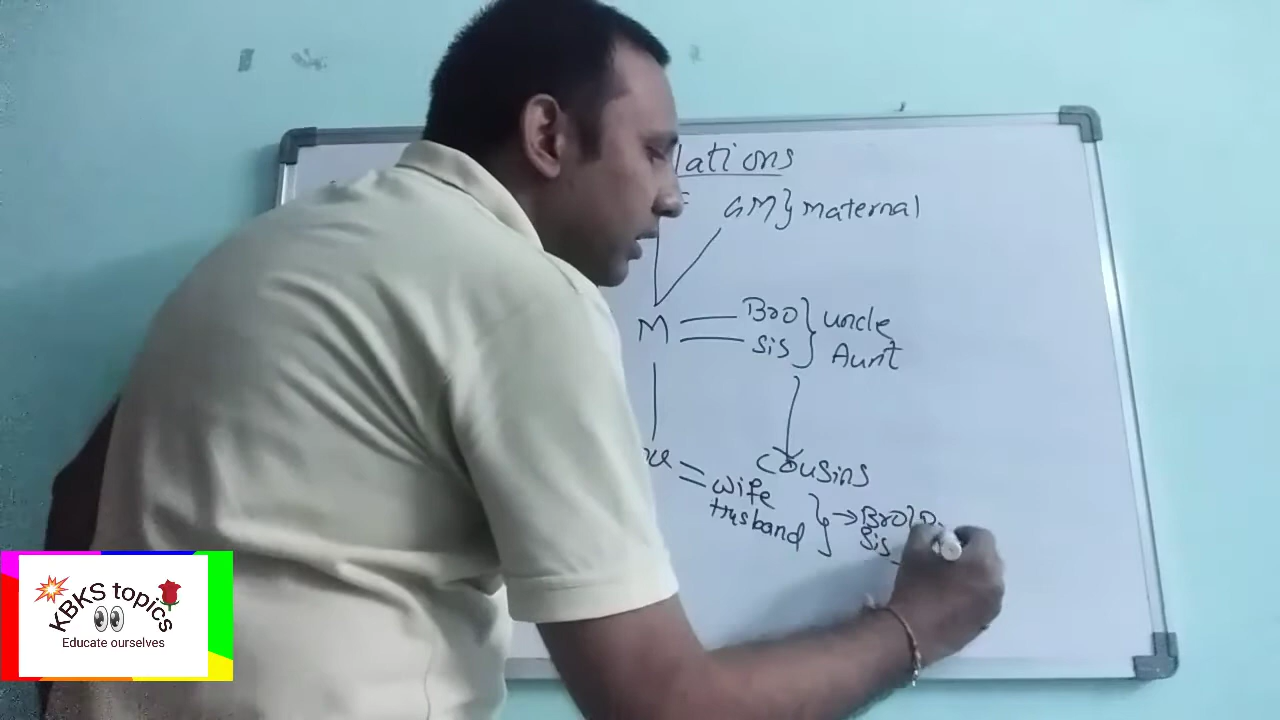 lations
GM} Maternal
M
Bro } uncle
Sis Aunt
Cousins
= wife
Husband } → Bro
Sis
KBKS topics
Educate ourselves